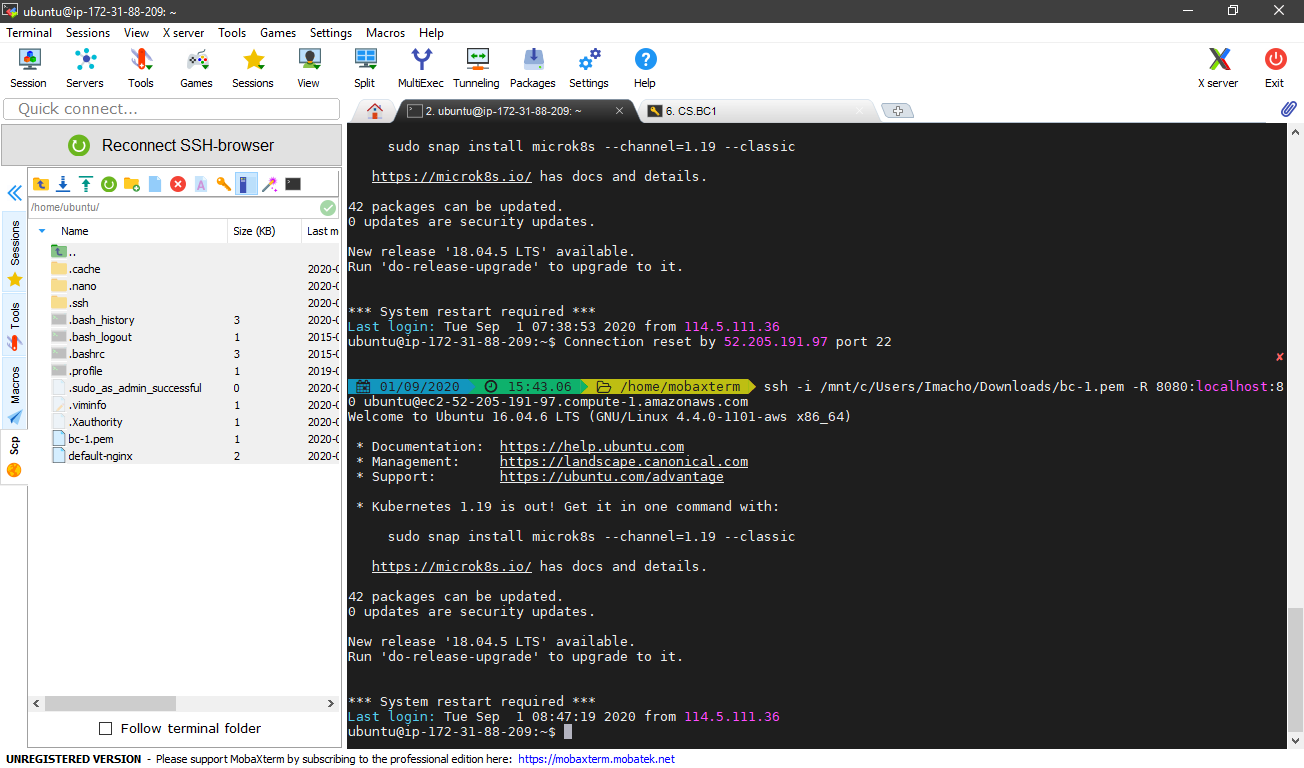 ubuntu@ip-172-31-88-209: ~
Terminal Sessions View X server Tools Games Settings Macros Help
Session Servers Tools Games Sessions View Split MultiExec Tunneling Packages Settings Help X server Exit
Quick connect...
2. ubuntu@ip-172-31-88-209: ~
6. CS.BC1
Reconnect SSH-browser
/home/ubuntu/
Name Size (KB) Last m
..
.cache 2020-0
.nano 2020-0
.ssh 2020-0
.bash_history 3 2020-0
.bash_logout 1 2015-0
.bashrc 3 2015-0
.profile 1 2019-0
.sudo_as_admin_successful 0 2020-0
.viminfo 1 2020-0
.Xauthority 1 2020-0
bc-1.pem 1 2020-0
default-nginx 2 2020-0
Sessions
Tools
Macros
Scp
Follow terminal folder
sudo snap install microk8s --channel=1.19 --classic
https://microk8s.io/ has docs and details.
42 packages can be updated.
0 updates are security updates.
New release '18.04.5 LTS' available.
Run 'do-release-upgrade' to upgrade to it.
*** System restart required ***
Last login: Tue Sep  1 07:38:53 2020 from 114.5.111.36
ubuntu@ip-172-31-88-209:~$ Connection reset by 52.205.191.97 port 22
01/09/2020 15:43.06 /home/mobaxterm ssh -i /mnt/c/Users/Imacho/Downloads/bc-1.pem -R 8080:localhost:8
0 ubuntu@ec2-52-205-191-97.compute-1.amazonaws.com
Welcome to Ubuntu 16.04.6 LTS (GNU/Linux 4.4.0-1101-aws x86_64)
* Documentation:  https://help.ubuntu.com
* Management:     https://landscape.canonical.com
* Support:        https://ubuntu.com/advantage
* Kubernetes 1.19 is out! Get it in one command with:
sudo snap install microk8s --channel=1.19 --classic
https://microk8s.io/ has docs and details.
42 packages can be updated.
0 updates are security updates.
New release '18.04.5 LTS' available.
Run 'do-release-upgrade' to upgrade to it.
*** System restart required ***
Last login: Tue Sep  1 08:47:19 2020 from 114.5.111.36
ubuntu@ip-172-31-88-209:~$
UNREGISTERED VERSION - Please support MobaXterm by subscribing to the professional edition here: https://mobaxterm.mobatek.net